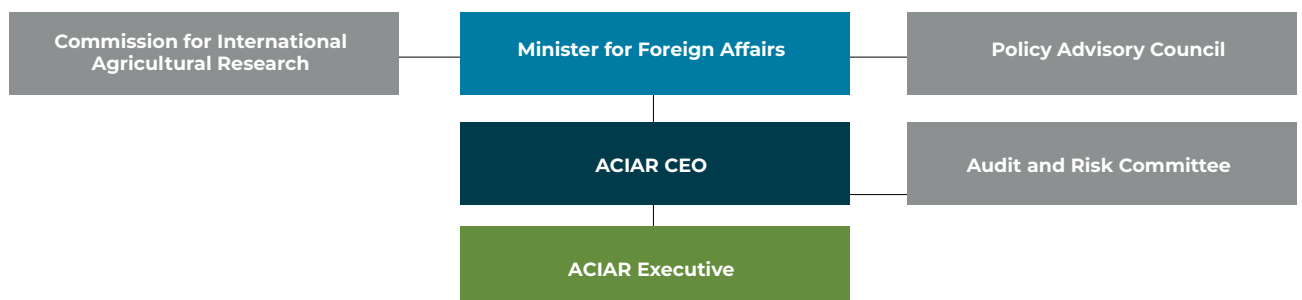 Commission for International
Agricultural Research
Minister for Foreign Affairs
Policy Advisory Council
ACIAR CEO
Audit and Risk Committee
ACIAR Executive